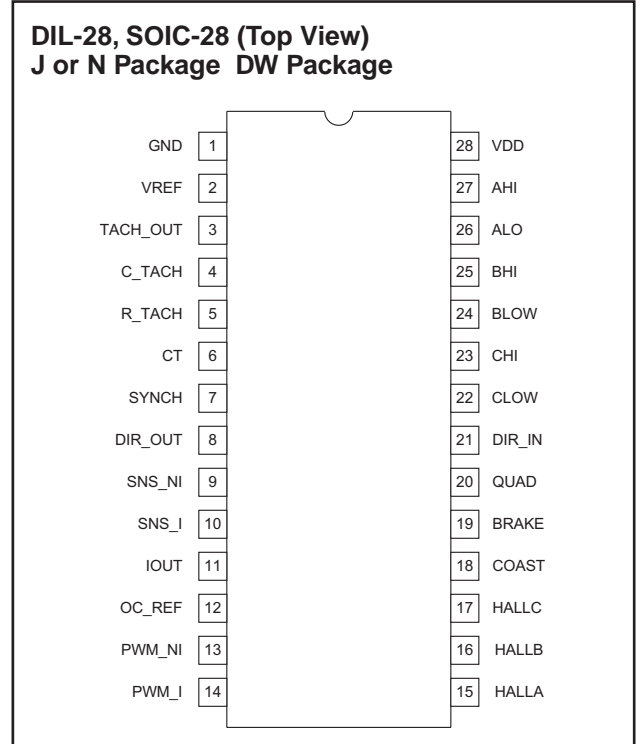 DIL-28, SOIC-28 (Top View)
J or N Package DW Package
GND 1 28 VDD
VREF 2 27 AHI
TACH_OUT 3 26 ALO
C_TACH 4 25 BHI
R_TACH 5 24 BLOW
CT 6 23 CHI
SYNCH 7 22 CLOW
DIR_OUT 8 21 DIR_IN
SNS_NI 9 20 QUAD
SNS_I 10 19 BRAKE
IOUT 11 18 COAST
OC_REF 12 17 HALLC
PWM_NI 13 16 HALLB
PWM_I 14 15 HALLA